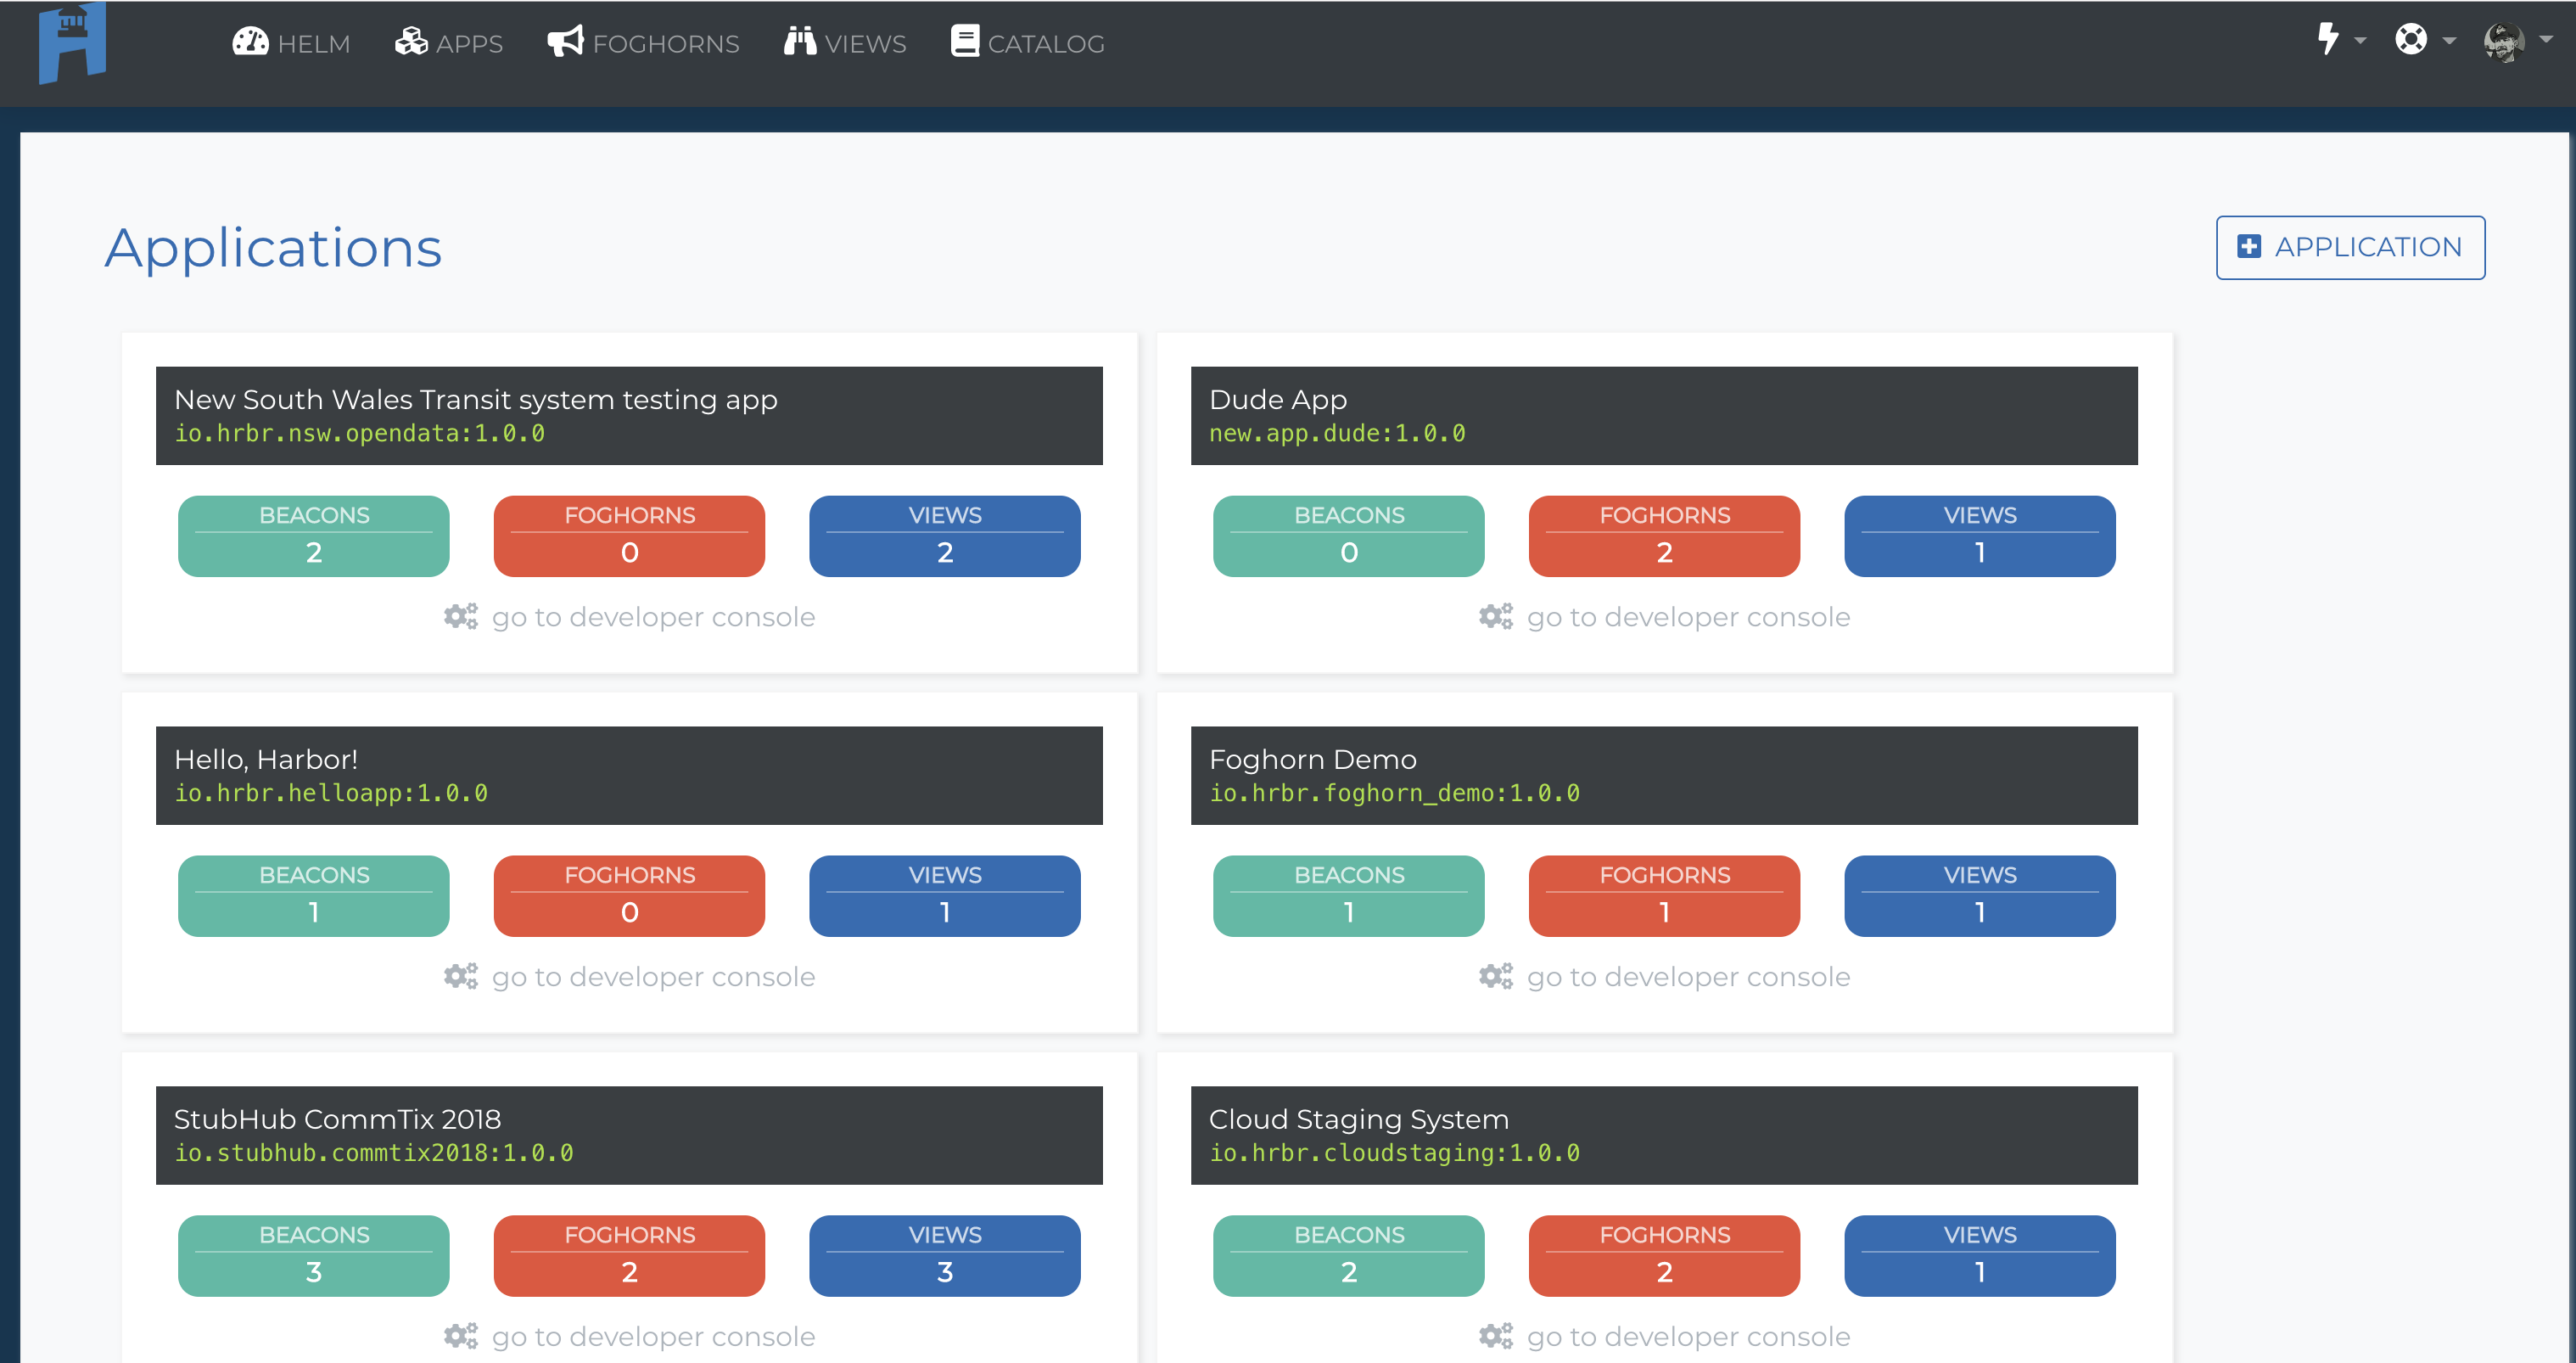 HELM APPS FOGHORNS VIEWS CATALOG
Applications
APPLICATION
New South Wales Transit system testing app
io.hrbr.nsw.opendata:1.0.0
BEACONS FOGHORNS VIEWS
2 0 2
go to developer console
Dude App
new.app.dude:1.0.0
BEACONS FOGHORNS VIEWS
0 2 1
go to developer console
Hello, Harbor!
io.hrbr.helloapp:1.0.0
BEACONS FOGHORNS VIEWS
1 0 1
go to developer console
Foghorn Demo
io.hrbr.foghorn_demo:1.0.0
BEACONS FOGHORNS VIEWS
1 1 1
go to developer console
StubHub CommTix 2018
io.stubhub.commtix2018:1.0.0
BEACONS FOGHORNS VIEWS
3 2 3
go to developer console
Cloud Staging System
io.hrbr.cloudstaging:1.0.0
BEACONS FOGHORNS VIEWS
2 2 1
go to developer console